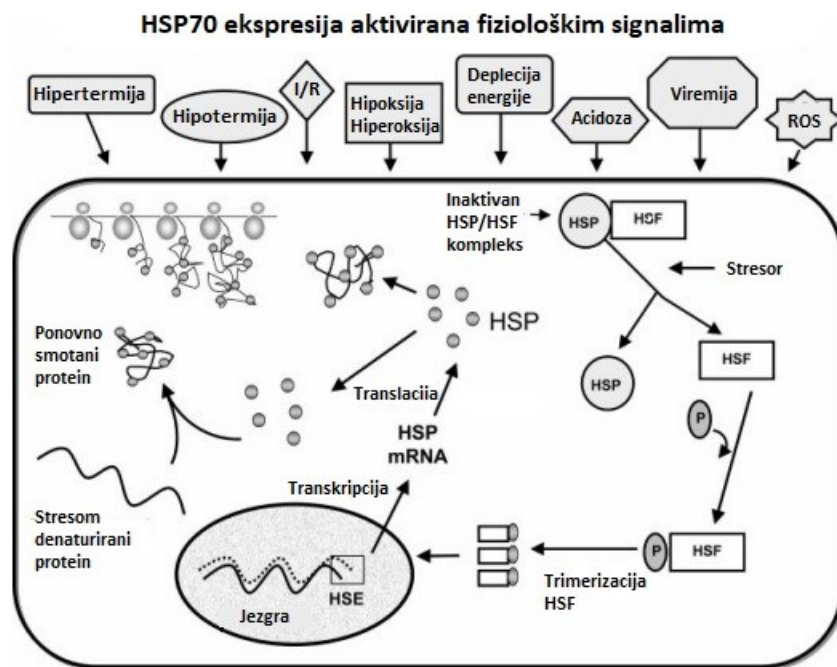 HSP70 ekspresija aktivirana fiziološkim signalima
Hipertermija
Hipotermija
I/R
Hipoksija
Hiperoksija
Deplecija
energije
Acidoza
Viremija
ROS
Inaktivan
HSP/HSF
kompleks
HSP
HSF
Stresor
HSP
HSF
P
P
HSF
Trimerizacija
HSF
HSP
Translaciia
HSP
mRNA
Transkripcija
HSE
Jezgra
Ponovno
smotani
protein
Stresom
denaturirani
protein